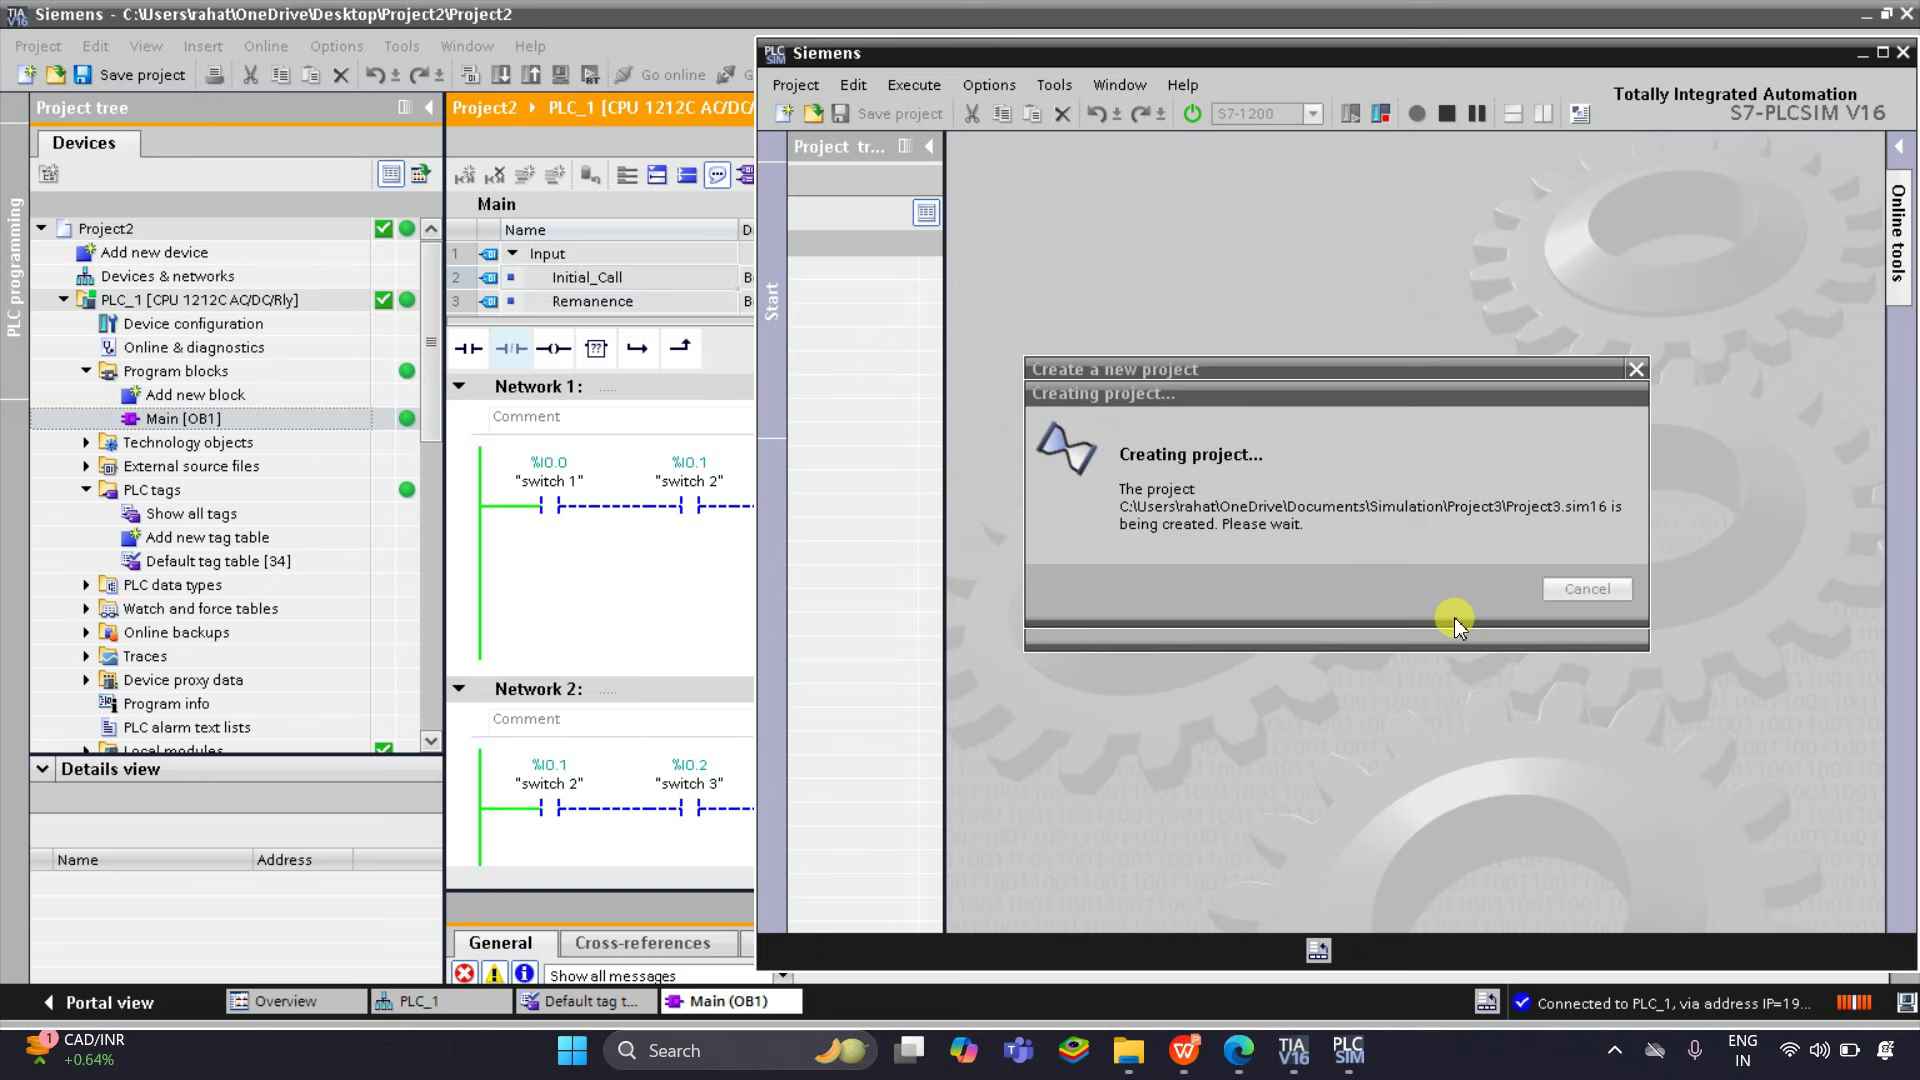 Siemens - C:\Users\rahat\OneDrive\Desktop\Project2\Project2
Project Edit View Insert Online Options Tools Window Help
Save project
Go online
Project tree
Devices
PLC programming
Project2
Add new device
Devices & networks
PLC_1 [CPU 1212C AC/DC/Rly]
Device configuration
Online & diagnostics
Program blocks
Add new block
Main [OB1]
Technology objects
External source files
PLC tags
Show all tags
Add new tag table
Default tag table [34]
PLC data types
Watch and force tables
Online backups
Traces
Device proxy data
Program info
PLC alarm text lists
Local modules
Details view
Name Address
Project2 PLC_1 [CPU 1212C AC/DC/
Main
Name
1 Input
2 Initial_Call
3 Remanence
Network 1: .....
Comment
%I0.0 %I0.1
"switch 1" "switch 2"
Network 2: .....
Comment
%I0.1 %I0.2
"switch 2" "switch 3"
General Cross-references
Show all messages
PLC SIM Siemens
Project Edit Execute Options Tools Window Help
Save project
S7-1200
Totally Integrated Automation
S7-PLCSIM V16
Project tr...
Start
Online tools
Create a new project
Creating project...
Creating project...
The project
C:\Users\rahat\OneDrive\Documents\Simulation\Project3\Project3.sim16 is
being created. Please wait.
Cancel
Portal view
Overview
PLC_1
Default tag t...
Main (OB1)
Connected to PLC_1, via address IP=19...
1
CAD/INR
+0.64%
Search
TIA V16
PLC SIM
ENG
IN